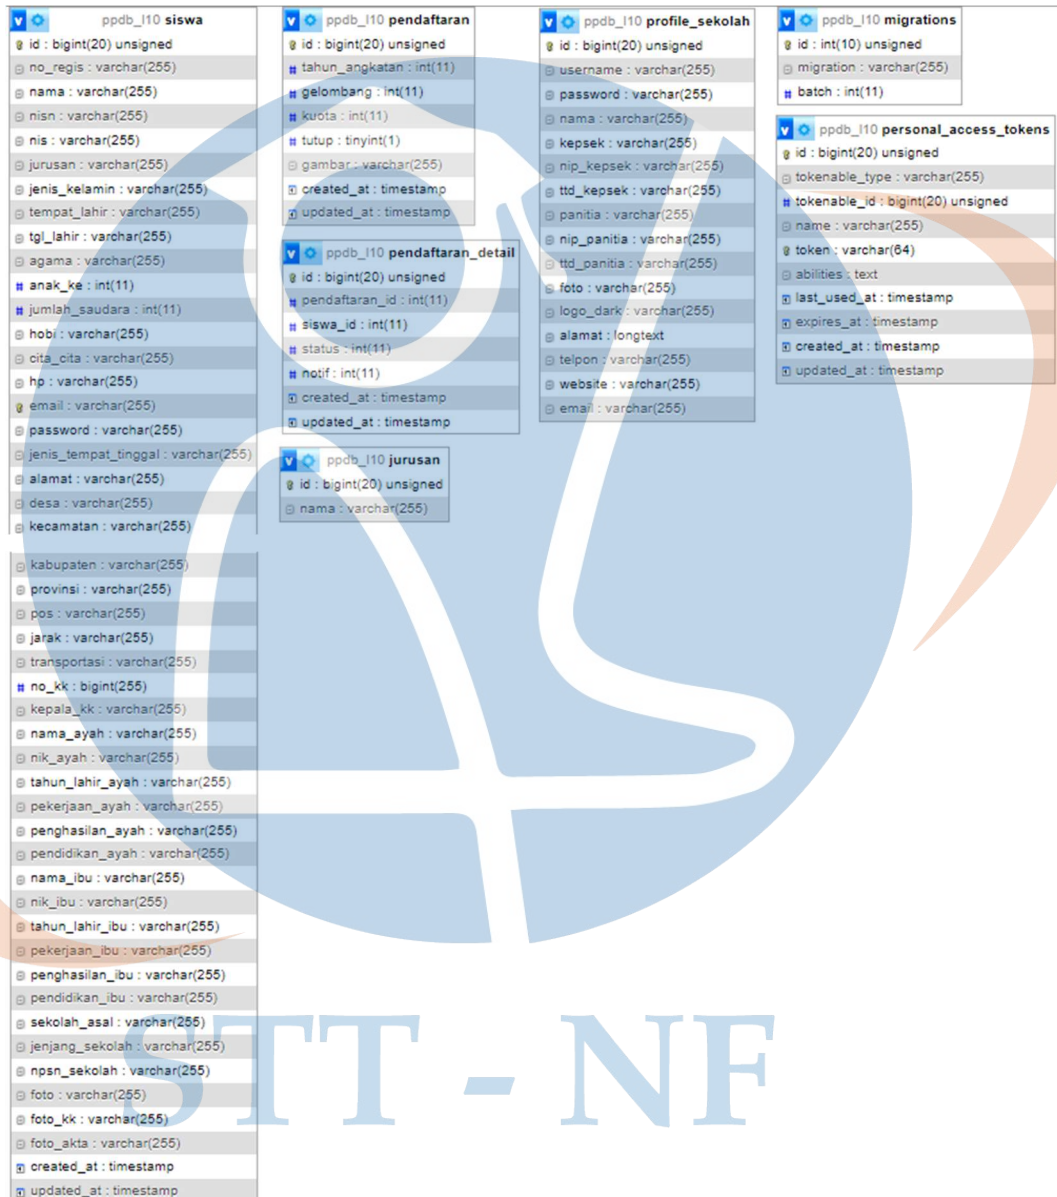 ppdb_l10 siswa
id : bigint(20) unsigned
no_regis : varchar(255)
nama : varchar(255)
nisn : varchar(255)
nis : varchar(255)
jurusan : varchar(255)
jenis_kelamin : varchar(255)
tempat_lahir : varchar(255)
tgl_lahir : varchar(255)
agama : varchar(255)
anak_ke : int(11)
jumlah_saudara : int(11)
hobi : varchar(255)
cita_cita : varchar(255)
hp : varchar(255)
email : varchar(255)
password : varchar(255)
jenis_tempat_tinggal : varchar(255)
alamat : varchar(255)
desa : varchar(255)
kecamatan : varchar(255)
kabupaten : varchar(255)
provinsi : varchar(255)
pos : varchar(255)
jarak : varchar(255)
transportasi : varchar(255)
no_kk : bigint(255)
kepala_kk : varchar(255)
nama_ayah : varchar(255)
nik_ayah : varchar(255)
tahun_lahir_ayah : varchar(255)
pekerjaan_ayah : varchar(255)
penghasilan_ayah : varchar(255)
pendidikan_ayah : varchar(255)
nama_ibu : varchar(255)
nik_ibu : varchar(255)
tahun_lahir_ibu : varchar(255)
pekerjaan_ibu : varchar(255)
penghasilan_ibu : varchar(255)
pendidikan_ibu : varchar(255)
sekolah_asal : varchar(255)
jenjang_sekolah : varchar(255)
npsn_sekolah : varchar(255)
foto : varchar(255)
foto_kk : varchar(255)
foto_akta : varchar(255)
created_at : timestamp
updated_at : timestamp
ppdb_l10 pendaftaran
id : bigint(20) unsigned
tahun_angkatan : int(11)
gelombang : int(11)
kuota : int(11)
tutup : tinyint(1)
gambar : varchar(255)
created_at : timestamp
updated_at : timestamp
ppdb_l10 pendaftaran_detail
id : bigint(20) unsigned
pendaftaran_id : int(11)
siswa_id : int(11)
status : int(11)
notif : int(11)
created_at : timestamp
updated_at : timestamp
ppdb_l10 jurusan
id : bigint(20) unsigned
nama : varchar(255)
ppdb_l10 profile_sekolah
id : bigint(20) unsigned
username : varchar(255)
password : varchar(255)
nama : varchar(255)
kepsek : varchar(255)
nip_kepsek : varchar(255)
ttd_kepsek : varchar(255)
panitia : varchar(255)
nip_panitia : varchar(255)
ttd_panitia : varchar(255)
foto : varchar(255)
logo_dark : varchar(255)
alamat : longtext
telpon : varchar(255)
website : varchar(255)
email : varchar(255)
ppdb_l10 migrations
id : int(10) unsigned
migration : varchar(255)
batch : int(11)
ppdb_l10 personal_access_tokens
id : bigint(20) unsigned
tokenable_type : varchar(255)
tokenable_id : bigint(20) unsigned
name : varchar(255)
token : varchar(64)
abilities : text
last_used_at : timestamp
expires_at : timestamp
created_at : timestamp
updated_at : timestamp
STT - NF